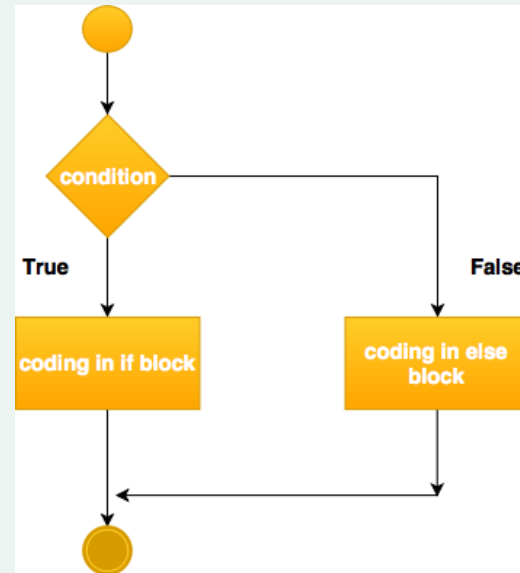 condition
True
False
coding in if block
coding in else
block